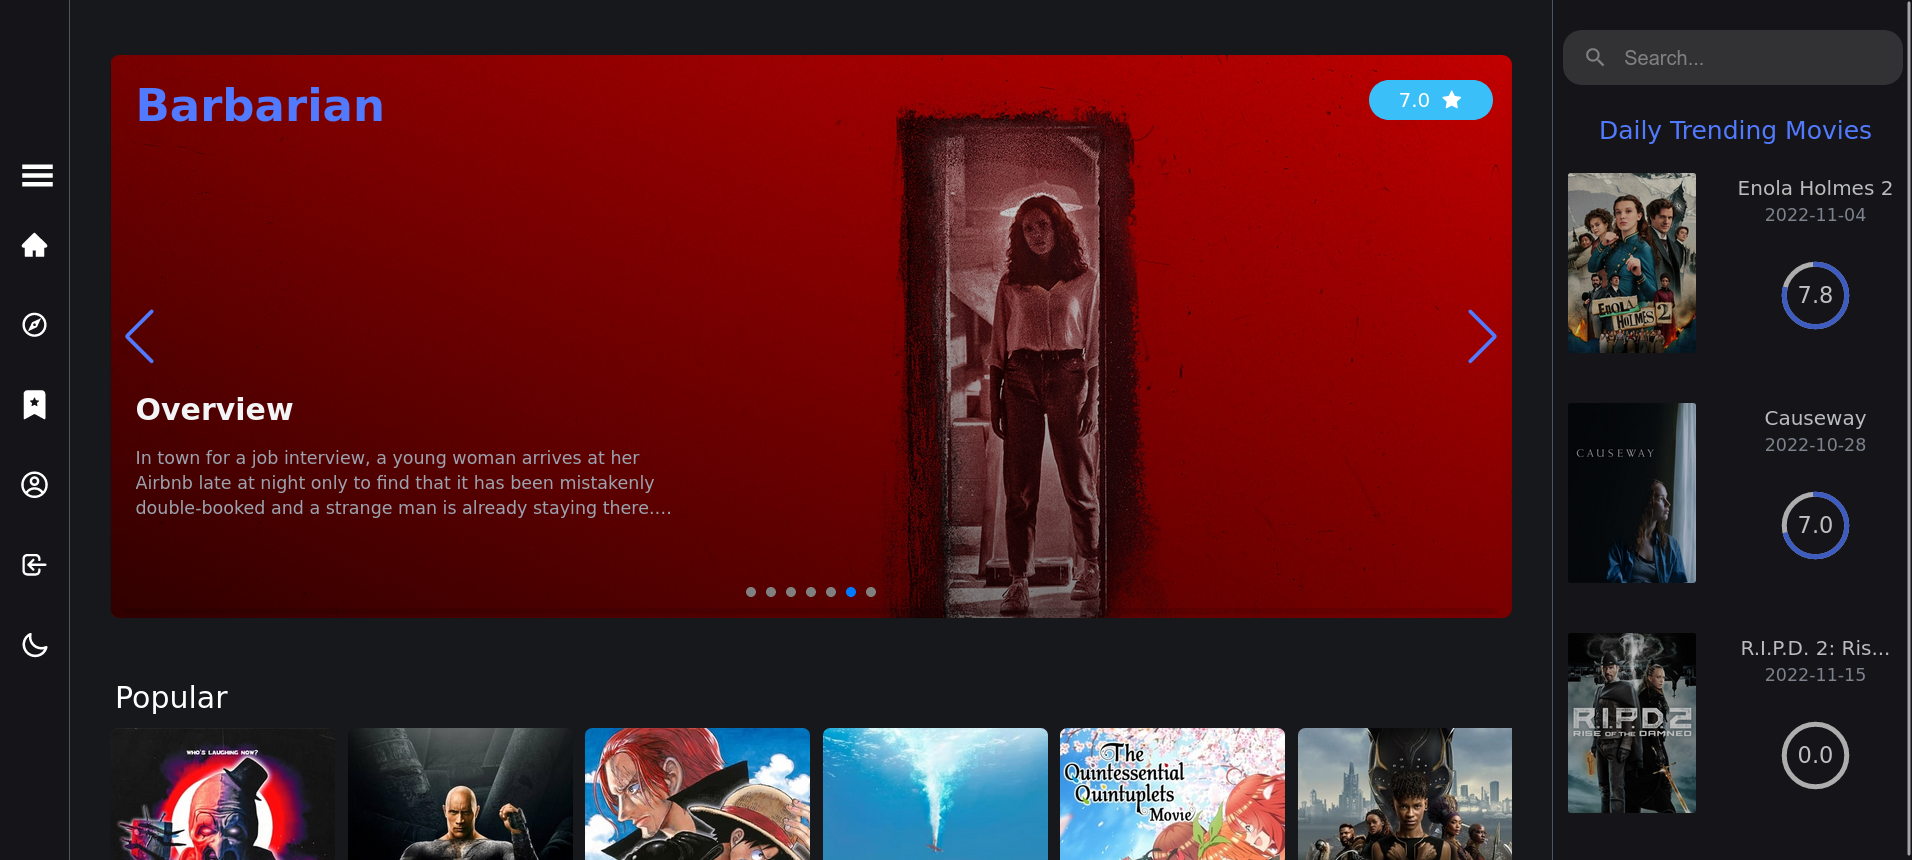 Barbarian
7.0
Overview
In town for a job interview, a young woman arrives at her
Airbnb late at night only to find that it has been mistakenly
double-booked and a strange man is already staying there....
Popular
WHO'S LAUGHING NOW?
The
Quintessential
Quintuplets
Movie
Search...
Daily Trending Movies
ENOLA
HOLMES 2
Enola Holmes 2
2022-11-04
7.8
CAUSEWAY
Causeway
2022-10-28
7.0
R.I.P.D. 2: Ris...
2022-11-15
RIPD2
RISE OF THE DAMNED
0.0